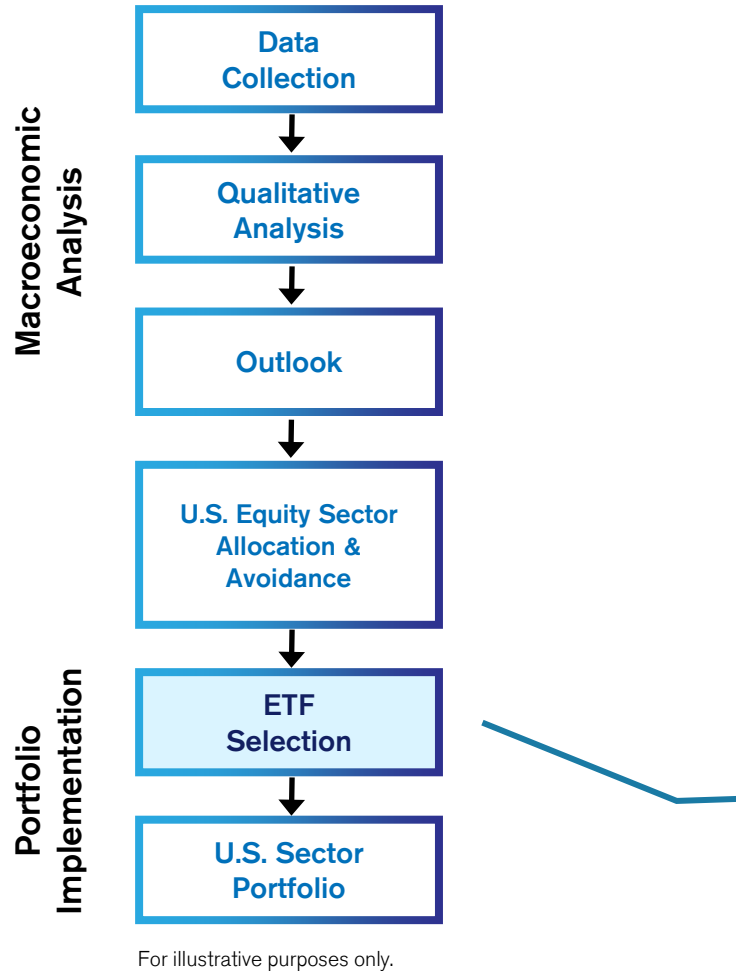 Data
Collection
Macroeconomic
Analysis
Qualitative
Analysis
Outlook
U.S. Equity Sector
Allocation &
Avoidance
Portfolio
Implementation
ETF
Selection
U.S. Sector
Portfolio
For illustrative purposes only.